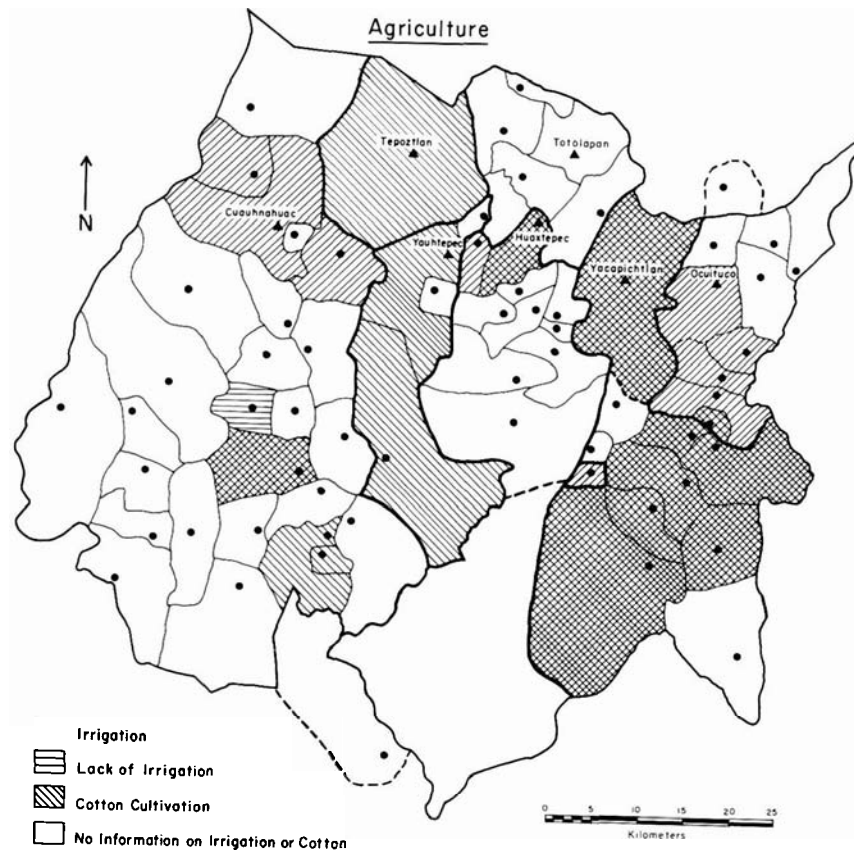 Agriculture
Tepoztlan
Totolapan
N
Cuauhnahuac
Yauhtepec
Huaxtepec
Yacapichtlan
Ocuituco
Irrigation
Lack of Irrigation
Cotton Cultivation
No Information on Irrigation or Cotton
0 5 10 15 20 25
Kilometers